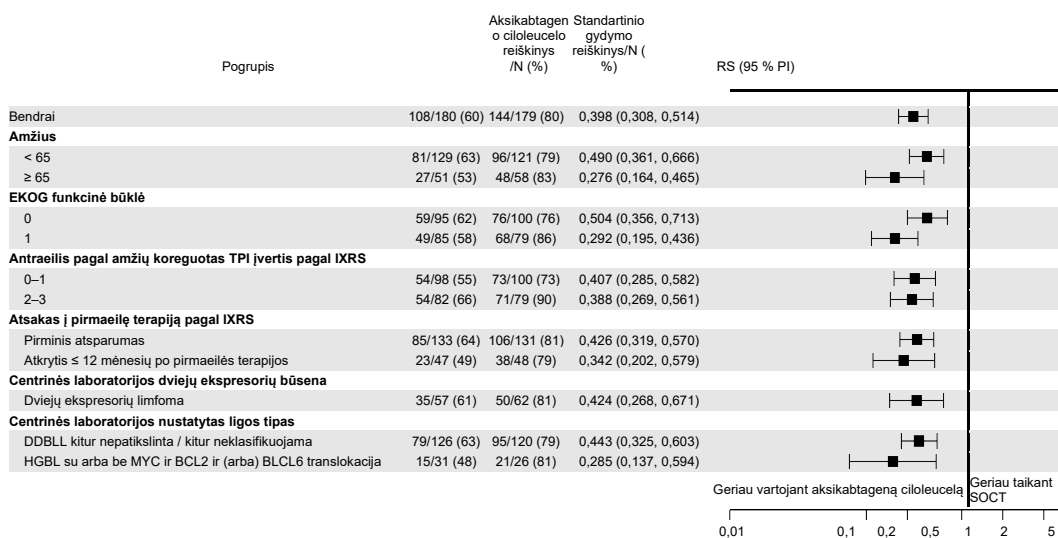 Pogrupis
Aksikabtagen
o ciloleucelo
reiškinys
/N (%)
Standartinio
gydymo
reiškinys/N (
%)
RS (95 % PI)
Bendrai 108/180 (60) 144/179 (80) 0,398 (0,308, 0,514)
Amžius
< 65 81/129 (63) 96/121 (79) 0,490 (0,361, 0,666)
≥ 65 27/51 (53) 48/58 (83) 0,276 (0,164, 0,465)
EKOG funkcinė būklė
0 59/95 (62) 76/100 (76) 0,504 (0,356, 0,713)
1 49/85 (58) 68/79 (86) 0,292 (0,195, 0,436)
Antraeilis pagal amžių koreguotas TPI įvertis pagal IXRS
0–1 54/98 (55) 73/100 (73) 0,407 (0,285, 0,582)
2–3 54/82 (66) 71/79 (90) 0,388 (0,269, 0,561)
Atsakas į pirmaeilę terapiją pagal IXRS
Pirminis atsparumas 85/133 (64) 106/131 (81) 0,426 (0,319, 0,570)
Atkrytis ≤ 12 mėnesių po pirmaeilės terapijos 23/47 (49) 38/48 (79) 0,342 (0,202, 0,579)
Centrinės laboratorijos dviejų ekspresorių būsena
Dviejų ekspresorių limfoma 35/57 (61) 50/62 (81) 0,424 (0,268, 0,671)
Centrinės laboratorijos nustatytas ligos tipas
DDBLL kitur nepatikslinta / kitur neklasifikuojama 79/126 (63) 95/120 (79) 0,443 (0,325, 0,603)
HGBL su arba be MYC ir BCL2 ir (arba) BLCL6 translokacija 15/31 (48) 21/26 (81) 0,285 (0,137, 0,594)
Geriau vartojant aksikabtageną ciloleucelą
Geriau taikant
SOCT
0,01 0,1 0,2 0,5 1 2 5